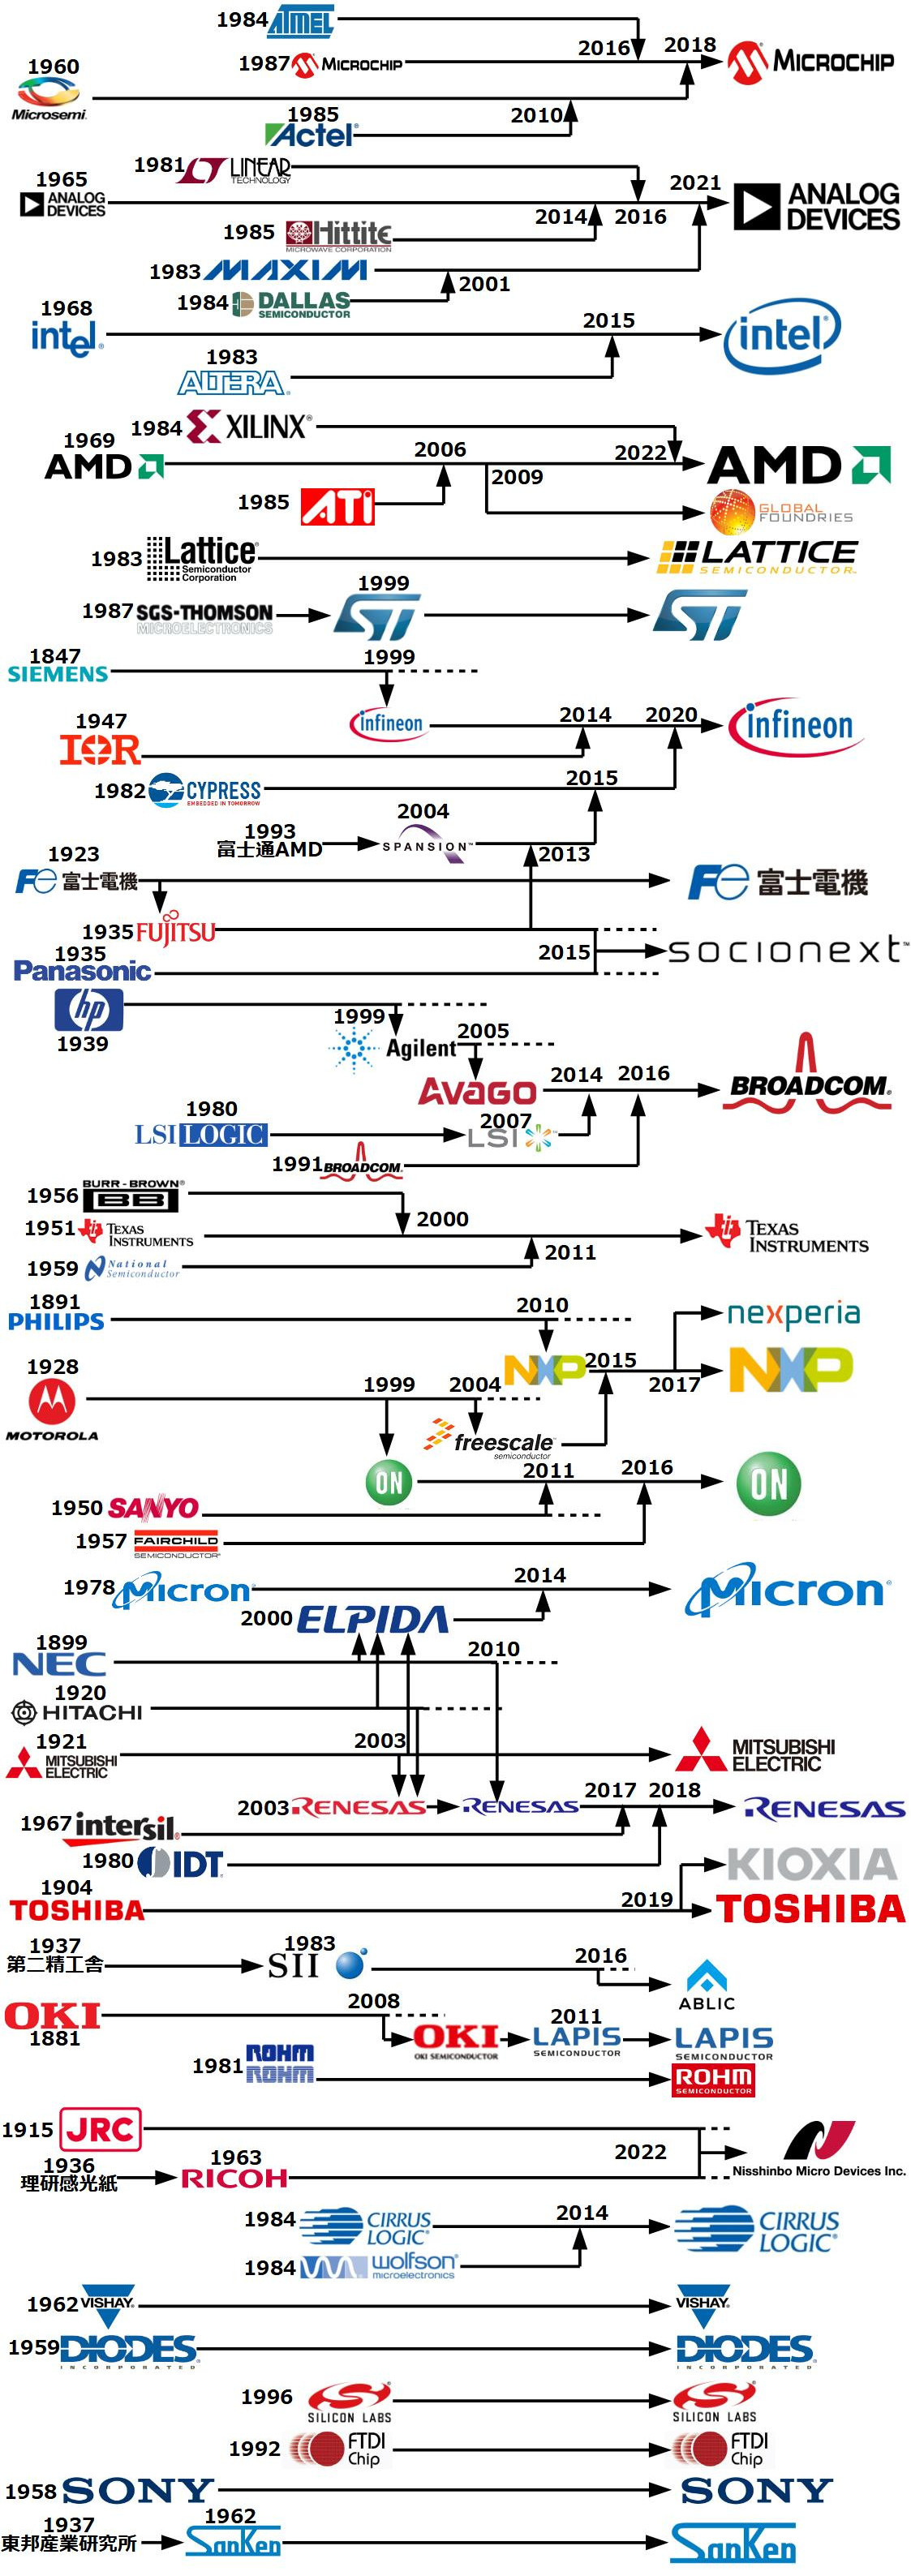 1984 ATMEL
2016 2018
1987 MICROCHIP
MICROCHIP
1960
Microsemi
1985
Actel
2010
1981 LINEAR
TECHNOLOGY
1965
ANALOG
DEVICES
2021
ANALOG
DEVICES
2014 2016
1985 Hittite
MICROWAVE CORPORATION
1983 MAXIM
2001
1984 DALLAS
SEMICONDUCTOR
1968
intel
2015
intel
1983
ALTERA
1984 XILINX
1969
AMD
2006
2022
AMD
2009
1985 ATI
GLOBAL
FOUNDRIES
1983 Lattice
Semiconductor
Corporation
LATTICE
SEMICONDUCTOR
1999
1987 SGS-THOMSON
MICROELECTRONICS
ST
ST
1847
SIEMENS
1999
infineon
2014 2020
infineon
1947
IOR
1982 CYPRESS
EMBEDDED IN TOMORROW
2015
2004
1993
富士通AMD
SPANSION
2013
1923
Fe 富士電機
Fe 富士電機
1935 FUJITSU
1935
Panasonic
2015
socionext
hp
1939
1999
Agilent
2005
AVAGO
2014 2016
BROADCOM
1980
LSI LOGIC
2007
LSI
1991 BROADCOM
1956 BURR-BROWN
BB
2000
1951 TEXAS
INSTRUMENTS
TEXAS
INSTRUMENTS
2011
1959 National
Semiconductor
1891
PHILIPS
2010
nexperia
NXP
2015
2017
NXP
1928
MOTOROLA
1999 2004
freescale
semiconductor
ON
2011 2016
ON
1950 SANYO
1957 FAIRCHILD
SEMICONDUCTOR
1978 Micron
2014
Micron
2000 ELPIDA
1899
NEC
2010
1920
HITACHI
1921
MITSUBISHI
ELECTRIC
2003
MITSUBISHI
ELECTRIC
2003 RENESAS
RENESAS
2017 2018
RENESAS
1967 intersil
1980 IDT
KIOXIA
1904
TOSHIBA
2019
TOSHIBA
1937
第二精工舎
1983
SII
2016
ABLIC
OKI
1881
2008
OKI
OKI SEMICONDUCTOR
2011
LAPIS
SEMICONDUCTOR
LAPIS
SEMICONDUCTOR
1981 ROHM
ROHM
ROHM
SEMICONDUCTOR
1915 JRC
2022
Nisshinbo Micro Devices Inc.
1936
理研感光紙
1963
RICOH
1984 CIRRUS
LOGIC
2014
CIRRUS
LOGIC
1984 wolfson
microelectronics
1962 VISHAY
VISHAY
1959 DIODES
INCORPORATED
DIODES
INCORPORATED
1996
SILICON LABS
SILICON LABS
1992 FTDI
Chip
FTDI
Chip
1958 SONY
SONY
1937
東邦産業研究所
1962
SanKen
SanKen